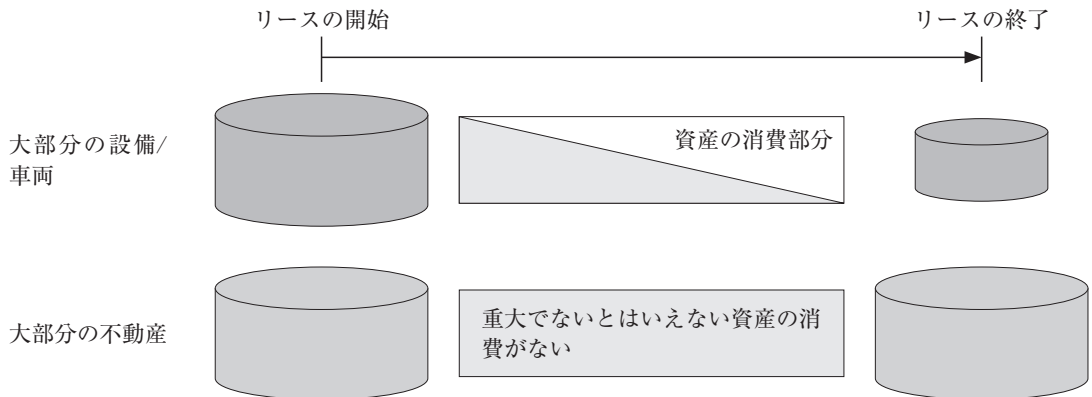 リースの開始
リースの終了
大部分の設備/
車両
資産の消費部分
大部分の不動産
重大でないとはいえない資産の消
費がない